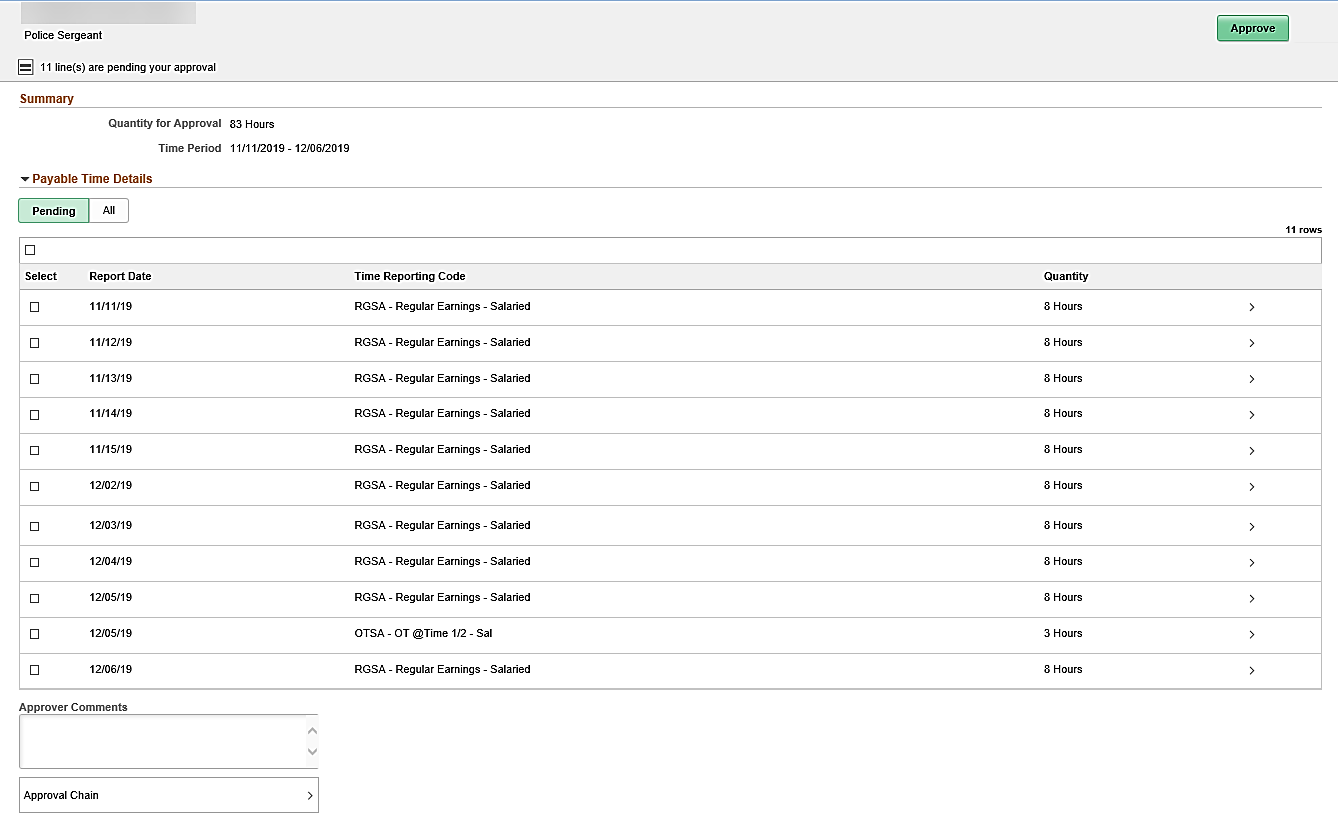 Police Sergeant
Approve
11 line(s) are pending your approval
Summary
Quantity for Approval 83 Hours
Time Period 11/11/2019 - 12/06/2019
Payable Time Details
Pending All
11 rows
Select Report Date Time Reporting Code Quantity
11/11/19 RGSA - Regular Earnings - Salaried 8 Hours
11/12/19 RGSA - Regular Earnings - Salaried 8 Hours
11/13/19 RGSA - Regular Earnings - Salaried 8 Hours
11/14/19 RGSA - Regular Earnings - Salaried 8 Hours
11/15/19 RGSA - Regular Earnings - Salaried 8 Hours
12/02/19 RGSA - Regular Earnings - Salaried 8 Hours
12/03/19 RGSA - Regular Earnings - Salaried 8 Hours
12/04/19 RGSA - Regular Earnings - Salaried 8 Hours
12/05/19 RGSA - Regular Earnings - Salaried 8 Hours
12/05/19 OTSA - OT @Time 1/2 - Sal 3 Hours
12/06/19 RGSA - Regular Earnings - Salaried 8 Hours
Approver Comments
Approval Chain